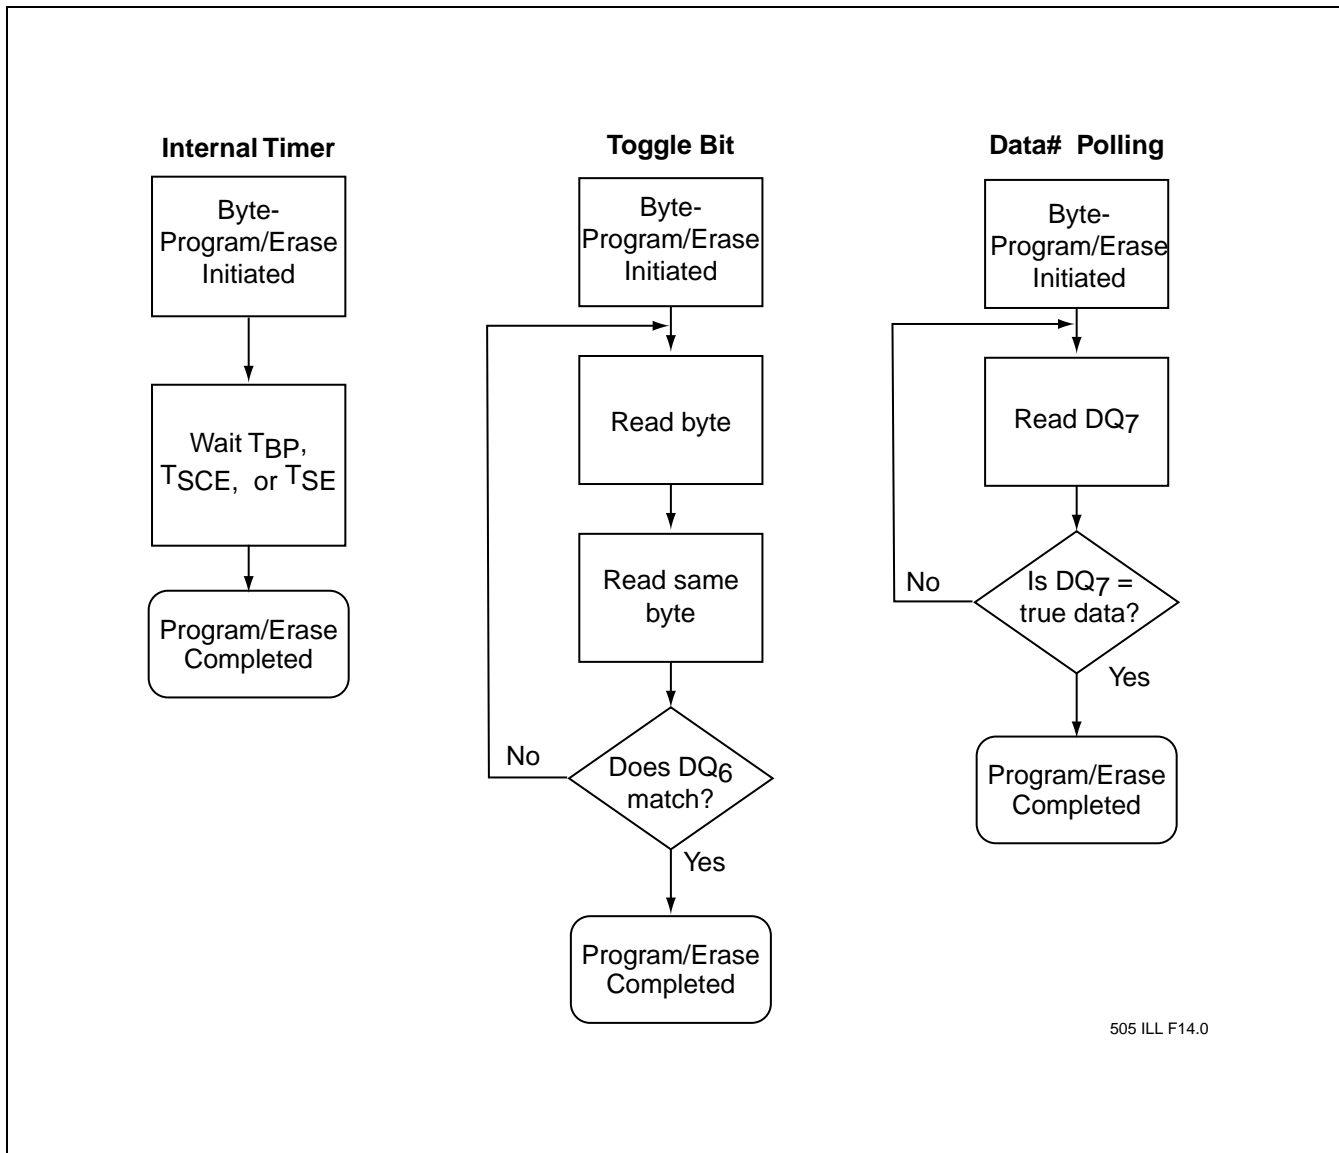 Internal Timer
Byte-
Program/Erase
Initiated
Wait TBP,
TSCE, or TSE
Program/Erase
Completed
Toggle Bit
Byte-
Program/Erase
Initiated
Read byte
Read same
byte
No
Does DQ6
match?
Yes
Program/Erase
Completed
Data# Polling
Byte-
Program/Erase
Initiated
Read DQ7
No
Is DQ7 =
true data?
Yes
Program/Erase
Completed
505 ILL F14.0